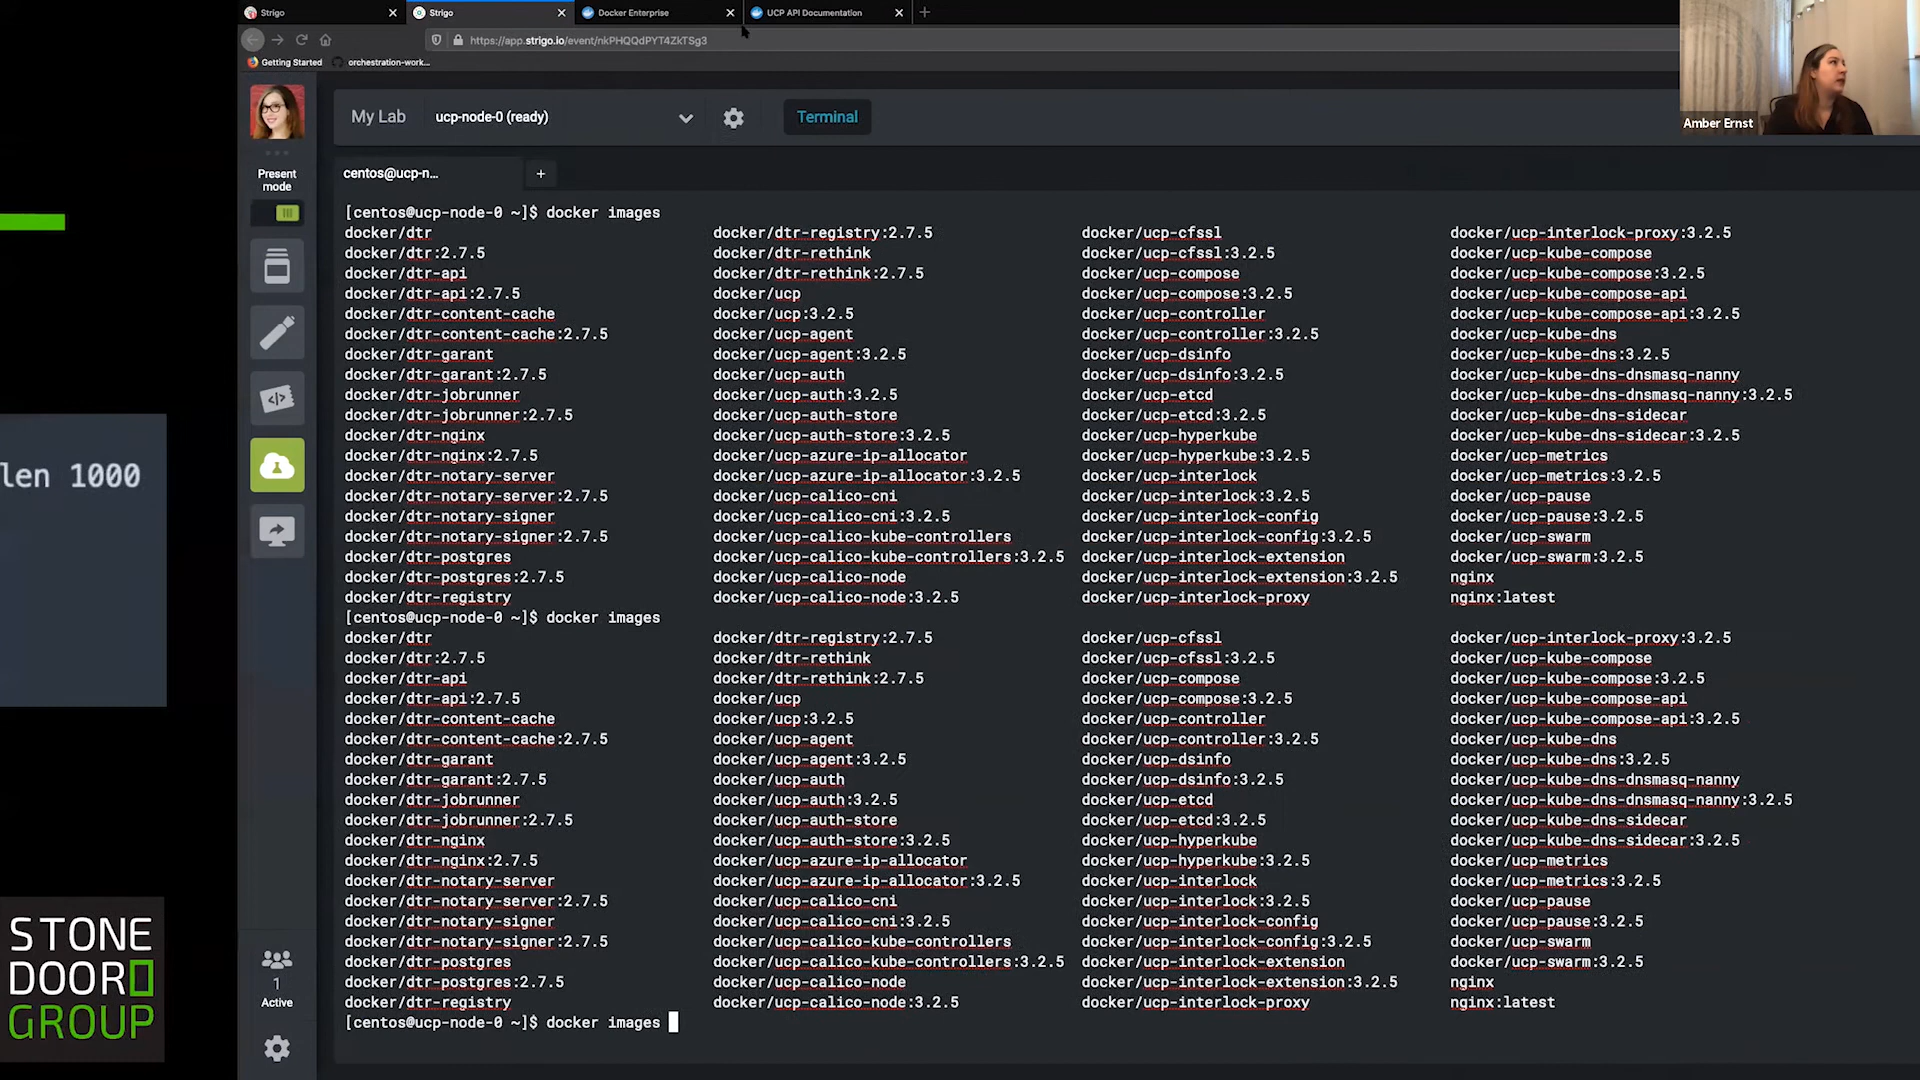 Strigo
Strigo
Docker Enterprise
UCP API Documentation
https://app.strigo.io/event/nkPHQQdPYT4ZkTSg3
Getting Started
orchestration-work...
Amber Ernst
My Lab
ucp-node-0 (ready)
Terminal
Present
mode
centos@ucp-n...
+
len 1000
[centos@ucp-node-0 ~]$ docker images
docker/dtr docker/dtr-registry:2.7.5 docker/ucp-cfssl docker/ucp-interlock-proxy:3.2.5
docker/dtr:2.7.5 docker/dtr-rethink docker/ucp-cfssl:3.2.5 docker/ucp-kube-compose
docker/dtr-api docker/dtr-rethink:2.7.5 docker/ucp-compose docker/ucp-kube-compose:3.2.5
docker/dtr-api:2.7.5 docker/ucp docker/ucp-compose:3.2.5 docker/ucp-kube-compose-api
docker/dtr-content-cache docker/ucp:3.2.5 docker/ucp-controller docker/ucp-kube-compose-api:3.2.5
docker/dtr-content-cache:2.7.5 docker/ucp-agent docker/ucp-controller:3.2.5 docker/ucp-kube-dns
docker/dtr-garant docker/ucp-agent:3.2.5 docker/ucp-dsinfo docker/ucp-kube-dns:3.2.5
docker/dtr-garant:2.7.5 docker/ucp-auth docker/ucp-dsinfo:3.2.5 docker/ucp-kube-dns-dnsmasq-nanny
docker/dtr-jobrunner docker/ucp-auth:3.2.5 docker/ucp-etcd docker/ucp-kube-dns-dnsmasq-nanny:3.2.5
docker/dtr-jobrunner:2.7.5 docker/ucp-auth-store docker/ucp-etcd:3.2.5 docker/ucp-kube-dns-sidecar
docker/dtr-nginx docker/ucp-auth-store:3.2.5 docker/ucp-hyperkube docker/ucp-kube-dns-sidecar:3.2.5
docker/dtr-nginx:2.7.5 docker/ucp-azure-ip-allocator docker/ucp-hyperkube:3.2.5 docker/ucp-metrics
docker/dtr-notary-server docker/ucp-azure-ip-allocator:3.2.5 docker/ucp-interlock docker/ucp-metrics:3.2.5
docker/dtr-notary-server:2.7.5 docker/ucp-calico-cni docker/ucp-interlock:3.2.5 docker/ucp-pause
docker/dtr-notary-signer docker/ucp-calico-cni:3.2.5 docker/ucp-interlock-config docker/ucp-pause:3.2.5
docker/dtr-notary-signer:2.7.5 docker/ucp-calico-kube-controllers docker/ucp-interlock-config:3.2.5 docker/ucp-swarm
docker/dtr-postgres docker/ucp-calico-kube-controllers:3.2.5 docker/ucp-interlock-extension docker/ucp-swarm:3.2.5
docker/dtr-postgres:2.7.5 docker/ucp-calico-node docker/ucp-interlock-extension:3.2.5 nginx
docker/dtr-registry docker/ucp-calico-node:3.2.5 docker/ucp-interlock-proxy nginx:latest
[centos@ucp-node-0 ~]$ docker images
docker/dtr docker/dtr-registry:2.7.5 docker/ucp-cfssl docker/ucp-interlock-proxy:3.2.5
docker/dtr:2.7.5 docker/dtr-rethink docker/ucp-cfssl:3.2.5 docker/ucp-kube-compose
docker/dtr-api docker/dtr-rethink:2.7.5 docker/ucp-compose docker/ucp-kube-compose:3.2.5
docker/dtr-api:2.7.5 docker/ucp docker/ucp-compose:3.2.5 docker/ucp-kube-compose-api
docker/dtr-content-cache docker/ucp:3.2.5 docker/ucp-controller docker/ucp-kube-compose-api:3.2.5
docker/dtr-content-cache:2.7.5 docker/ucp-agent docker/ucp-controller:3.2.5 docker/ucp-kube-dns
docker/dtr-garant docker/ucp-agent:3.2.5 docker/ucp-dsinfo docker/ucp-kube-dns:3.2.5
docker/dtr-garant:2.7.5 docker/ucp-auth docker/ucp-dsinfo:3.2.5 docker/ucp-kube-dns-dnsmasq-nanny
docker/dtr-jobrunner docker/ucp-auth:3.2.5 docker/ucp-etcd docker/ucp-kube-dns-dnsmasq-nanny:3.2.5
docker/dtr-jobrunner:2.7.5 docker/ucp-auth-store docker/ucp-etcd:3.2.5 docker/ucp-kube-dns-sidecar
docker/dtr-nginx docker/ucp-auth-store:3.2.5 docker/ucp-hyperkube docker/ucp-kube-dns-sidecar:3.2.5
docker/dtr-nginx:2.7.5 docker/ucp-azure-ip-allocator docker/ucp-hyperkube:3.2.5 docker/ucp-metrics
docker/dtr-notary-server docker/ucp-azure-ip-allocator:3.2.5 docker/ucp-interlock docker/ucp-metrics:3.2.5
docker/dtr-notary-server:2.7.5 docker/ucp-calico-cni docker/ucp-interlock:3.2.5 docker/ucp-pause
docker/dtr-notary-signer docker/ucp-calico-cni:3.2.5 docker/ucp-interlock-config docker/ucp-pause:3.2.5
docker/dtr-notary-signer:2.7.5 docker/ucp-calico-kube-controllers docker/ucp-interlock-config:3.2.5 docker/ucp-swarm
docker/dtr-postgres docker/ucp-calico-kube-controllers:3.2.5 docker/ucp-interlock-extension docker/ucp-swarm:3.2.5
docker/dtr-postgres:2.7.5 docker/ucp-calico-node docker/ucp-interlock-extension:3.2.5 nginx
docker/dtr-registry docker/ucp-calico-node:3.2.5 docker/ucp-interlock-proxy nginx:latest
[centos@ucp-node-0 ~]$ docker images
1
Active
STONE
DOOR
GROUP